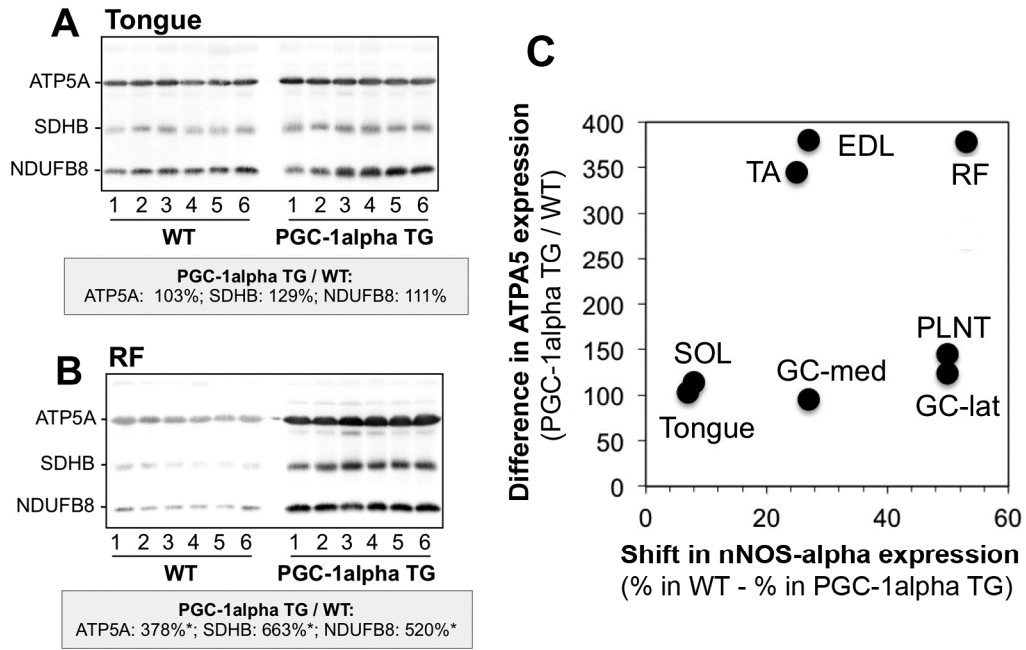 A Tongue
ATP5A
SDHB
NDUFB8
1 2 3 4 5 6 1 2 3 4 5 6
WT PGC-1alpha TG
PGC-1alpha TG / WT:
ATP5A: 103%; SDHB: 129%; NDUFB8: 111%
B RF
ATP5A
SDHB
NDUFB8
1 2 3 4 5 6 1 2 3 4 5 6
WT PGC-1alpha TG
PGC-1alpha TG / WT:
ATP5A: 378%*; SDHB: 663%*; NDUFB8: 520%*
C
Difference in ATPA5 expression
(PGC-1alpha TG / WT)
400
350
300
250
200
150
100
50
0
EDL
TA
RF
PLNT
SOL
GC-med
GC-lat
Tongue
0 20 40 60
Shift in nNOS-alpha expression
(% in WT - % in PGC-1alpha TG)